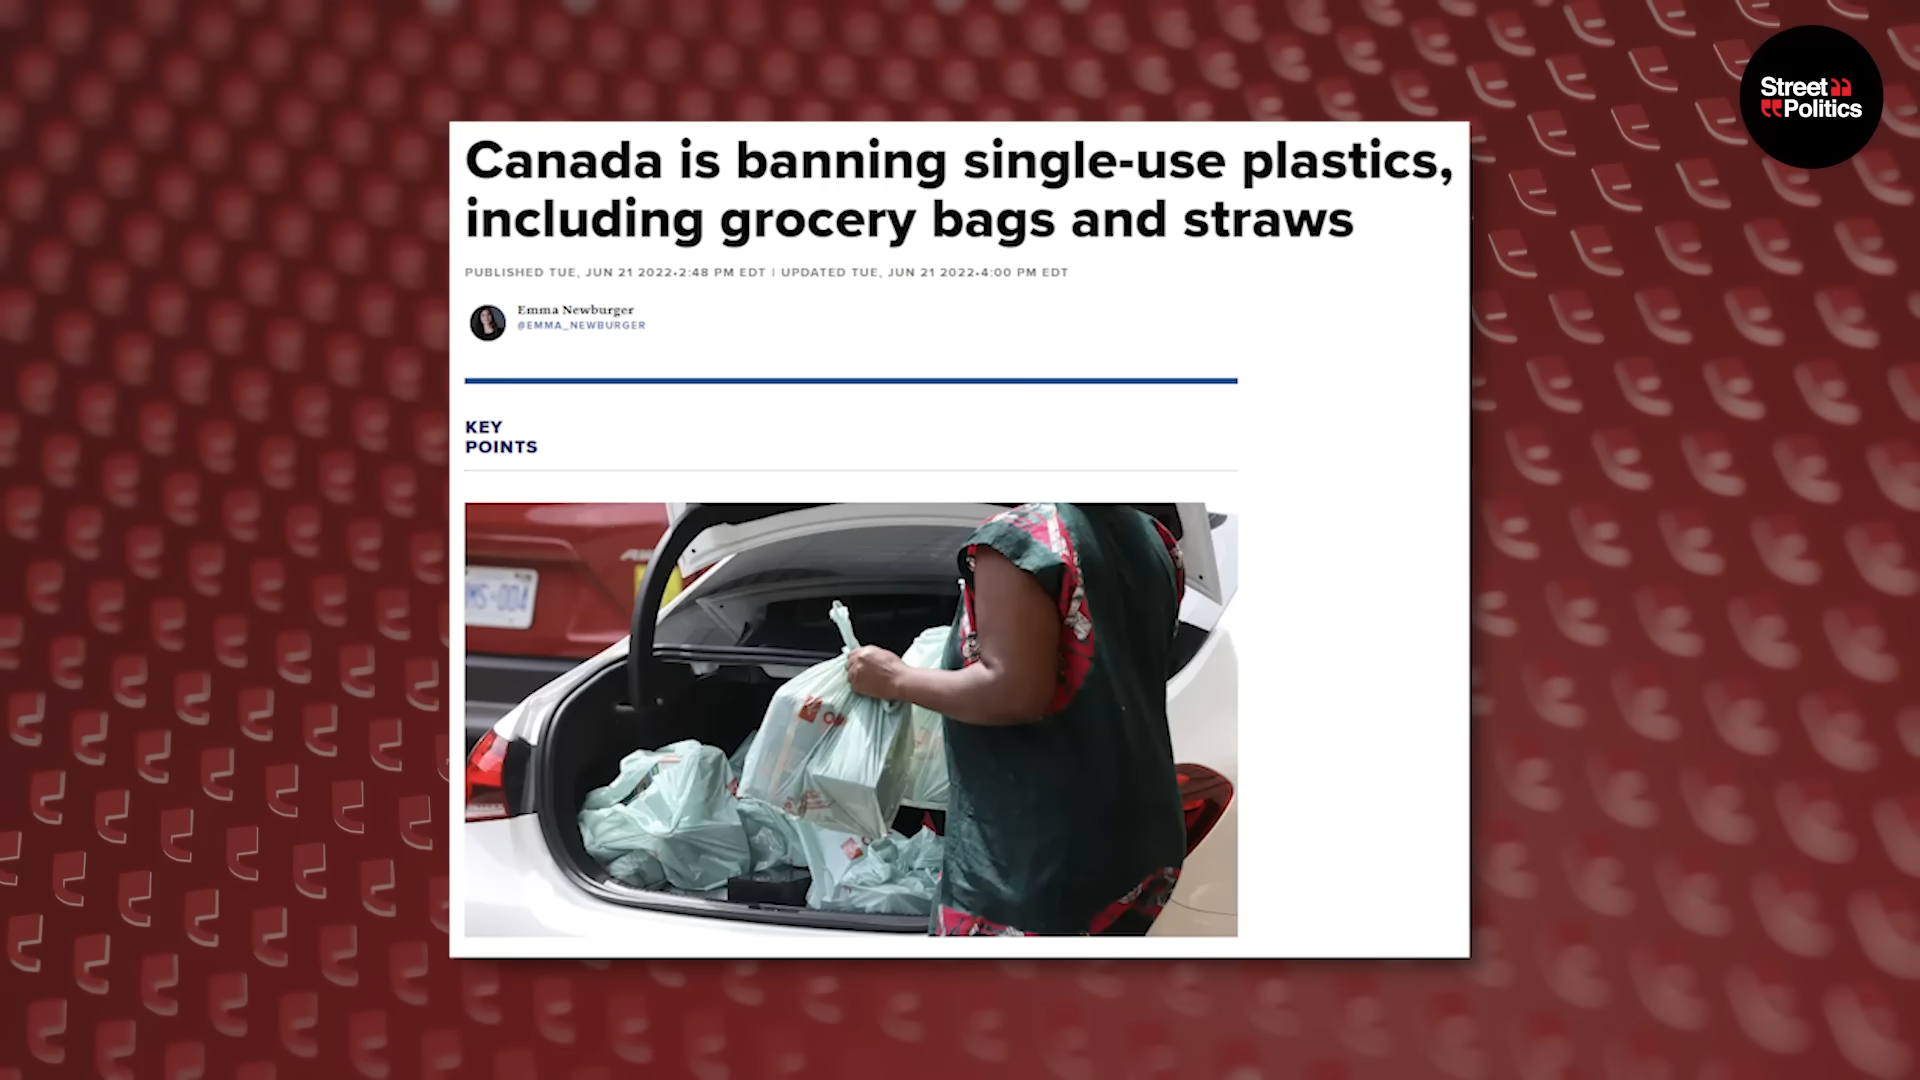 Street
Politics
Canada is banning single-use plastics,
including grocery bags and straws
PUBLISHED TUE, JUN 21 2022•2:48 PM EDT | UPDATED TUE, JUN 21 2022•4:00 PM EDT
Emma Newburger
@EMMA_NEWBURGER
KEY
POINTS